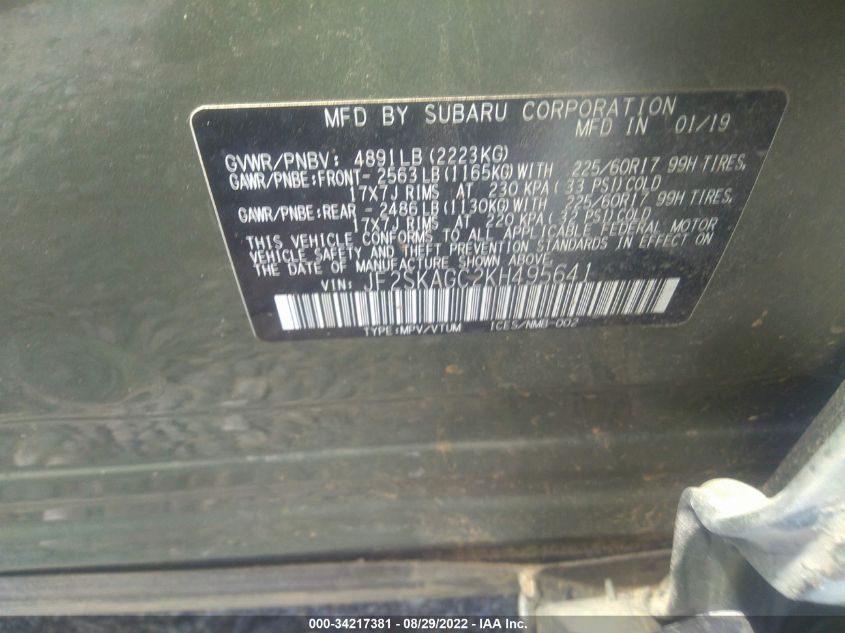 MFD BY SUBARU CORPORATION
MFD IN 01/19
GVWR/PNBV: 4891LB(2223KG)
GAWR/PNBE:FRONT- 2563LB(1165KG)WITH 225/60R17 99H TIRES,
17X7J RIMS AT 230 KPA(33 PSI)COLD
GAWR/PNBE:REAR - 2486LB(1130KG)WITH 225/60R17 99H TIRES,
17X7J RIMS AT 220 KPA(32 PSI)COLD
THIS VEHICLE CONFORMS TO ALL APPLICABLE FEDERAL MOTOR
VEHICLE SAFETY AND THEFT PREVENTION STANDARDS IN EFFECT ON
THE DATE OF MANUFACTURE SHOWN ABOVE.
VIN: JF2SKAGC2KH495641
TYPE:MPV/VTUM ICES/NMB-002
000-34217381 - 08/29/2022 - IAA Inc.